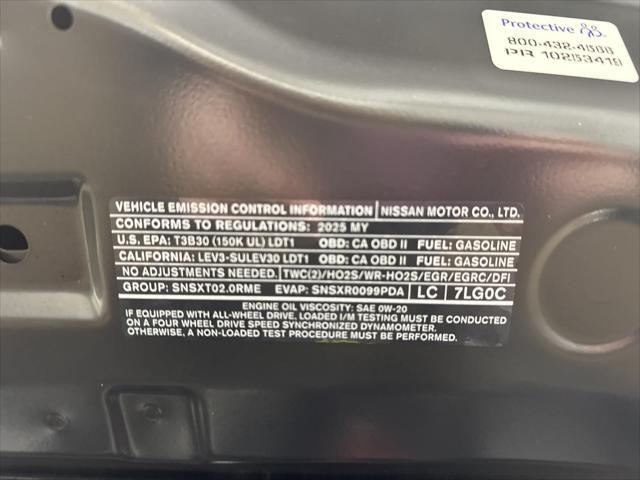 Protective
800-432-4566
PR 10253419
VEHICLE EMISSION CONTROL INFORMATION NISSAN MOTOR CO., LTD.
CONFORMS TO REGULATIONS: 2025 MY
U.S. EPA: T3B30 (150K UL) LDT1 OBD: CA OBD II FUEL: GASOLINE
CALIFORNIA: LEV3-SULEV30 LDT1 OBD: CA OBD II FUEL: GASOLINE
NO ADJUSTMENTS NEEDED. TWC(2)/HO2S/WR-HO2S/EGR/EGRC/DFI
GROUP: SNSXT02.0RME EVAP: SNSXR0099PDA LC 7LG0C
ENGINE OIL VISCOSITY: SAE 0W-20
IF EQUIPPED WITH ALL-WHEEL DRIVE, LOADED I/M TESTING MUST BE CONDUCTED
ON A FOUR WHEEL DRIVE SPEED SYNCHRONIZED DYNAMOMETER.
OTHERWISE, A NON-LOADED TEST PROCEDURE MUST BE PERFORMED.